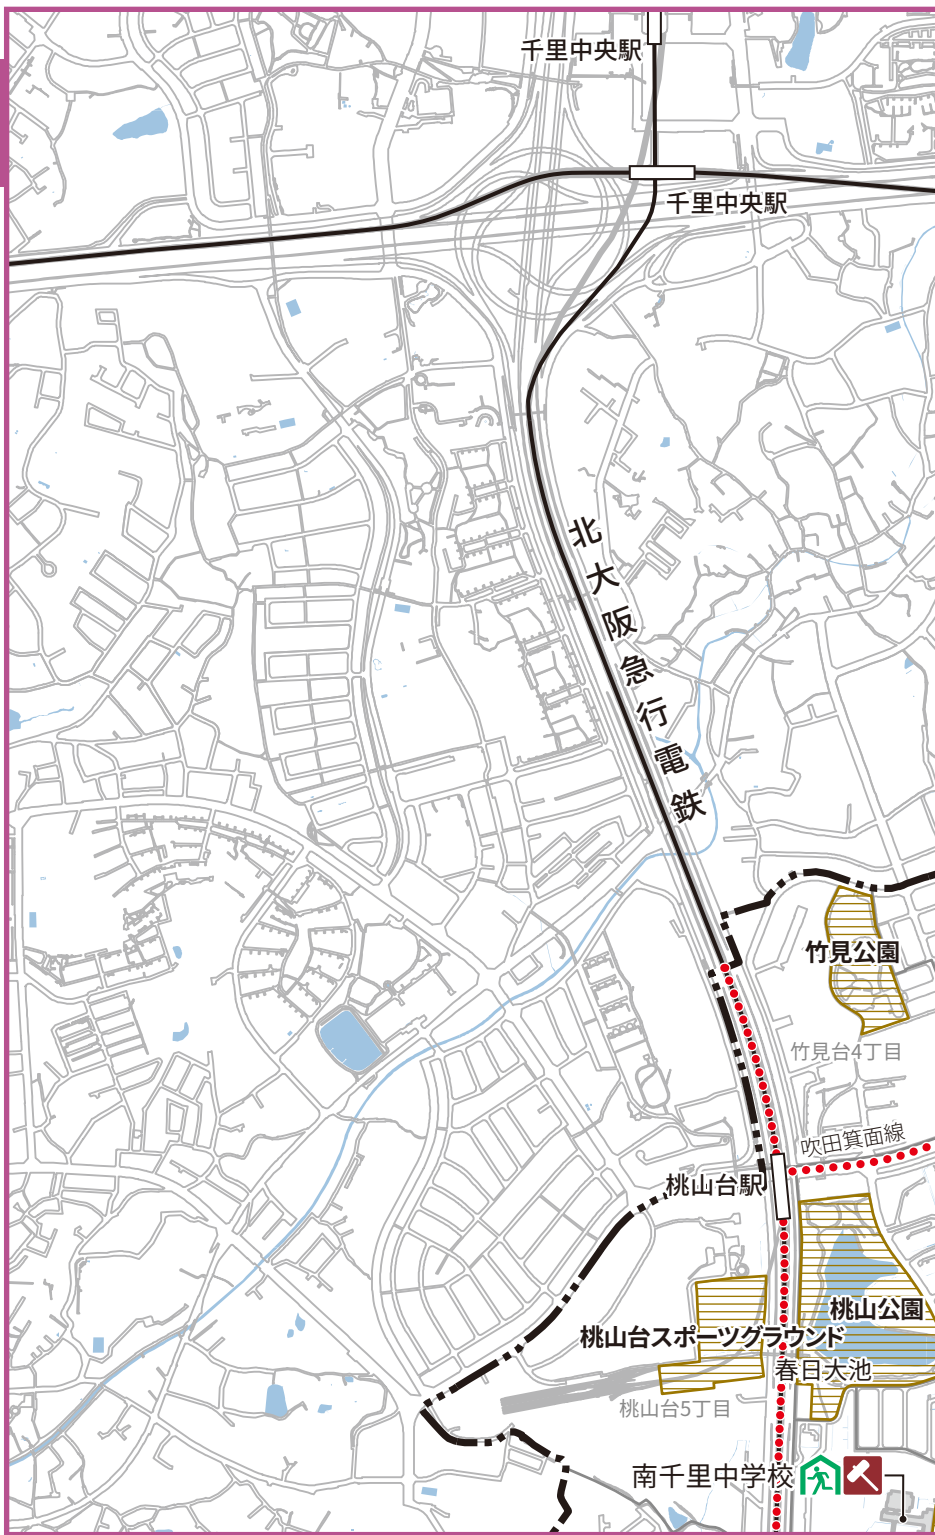 千里中央駅
千里中央駅
北大阪急行電鉄
竹見公園
竹見台4丁目
吹田箕面線
桃山台駅
桃山公園
桃山台スポーツグラウンド
春日大池
桃山台5丁目
南千里中学校